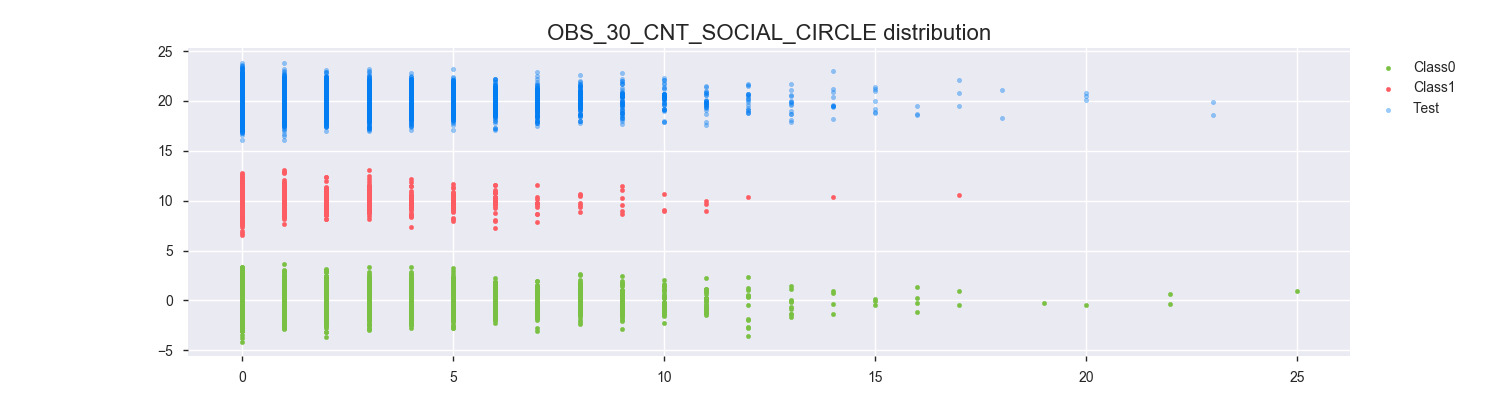 OBS_30_CNT_SOCIAL_CIRCLE distribution
25
20
15
10
5
0
−5
0 5 10 15 20 25
Class0
Class1
Test